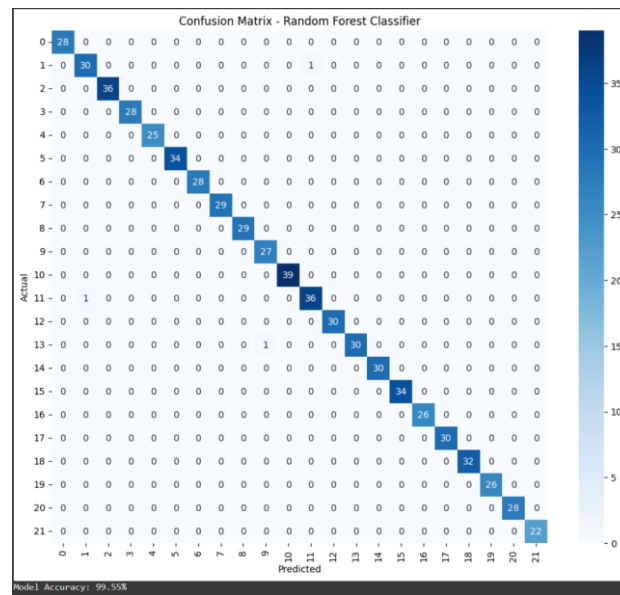 Confusion Matrix - Random Forest Classifier
0 28 0 0 0 0 0 0 0 0 0 0 0 0 0 0 0 0 0 0 0 0 0
1 0 30 0 0 0 0 0 0 0 0 0 1 0 0 0 0 0 0 0 0 0 0
2 0 0 36 0 0 0 0 0 0 0 0 0 0 0 0 0 0 0 0 0 0 0
3 0 0 0 28 0 0 0 0 0 0 0 0 0 0 0 0 0 0 0 0 0 0
4 0 0 0 0 25 0 0 0 0 0 0 0 0 0 0 0 0 0 0 0 0 0
5 0 0 0 0 0 34 0 0 0 0 0 0 0 0 0 0 0 0 0 0 0 0
6 0 0 0 0 0 0 28 0 0 0 0 0 0 0 0 0 0 0 0 0 0 0
7 0 0 0 0 0 0 0 29 0 0 0 0 0 0 0 0 0 0 0 0 0 0
8 0 0 0 0 0 0 0 0 29 0 0 0 0 0 0 0 0 0 0 0 0 0
9 0 0 0 0 0 0 0 0 0 27 0 0 0 0 0 0 0 0 0 0 0 0
10 0 0 0 0 0 0 0 0 0 0 39 0 0 0 0 0 0 0 0 0 0 0
Actual
11 0 1 0 0 0 0 0 0 0 0 0 36 0 0 0 0 0 0 0 0 0 0
12 0 0 0 0 0 0 0 0 0 0 0 0 30 0 0 0 0 0 0 0 0 0
13 0 0 0 0 0 0 0 0 0 1 0 0 0 30 0 0 0 0 0 0 0 0
14 0 0 0 0 0 0 0 0 0 0 0 0 0 0 30 0 0 0 0 0 0 0
15 0 0 0 0 0 0 0 0 0 0 0 0 0 0 0 34 0 0 0 0 0 0
16 0 0 0 0 0 0 0 0 0 0 0 0 0 0 0 0 26 0 0 0 0 0
17 0 0 0 0 0 0 0 0 0 0 0 0 0 0 0 0 0 30 0 0 0 0
18 0 0 0 0 0 0 0 0 0 0 0 0 0 0 0 0 0 0 32 0 0 0
19 0 0 0 0 0 0 0 0 0 0 0 0 0 0 0 0 0 0 0 26 0 0
20 0 0 0 0 0 0 0 0 0 0 0 0 0 0 0 0 0 0 0 0 28 0
21 0 0 0 0 0 0 0 0 0 0 0 0 0 0 0 0 0 0 0 0 0 22
0 1 2 3 4 5 6 7 8 9 10 11 12 13 14 15 16 17 18 19 20 21
Predicted
35
30
25
20
15
10
5
0
Model Accuracy: 99.55%